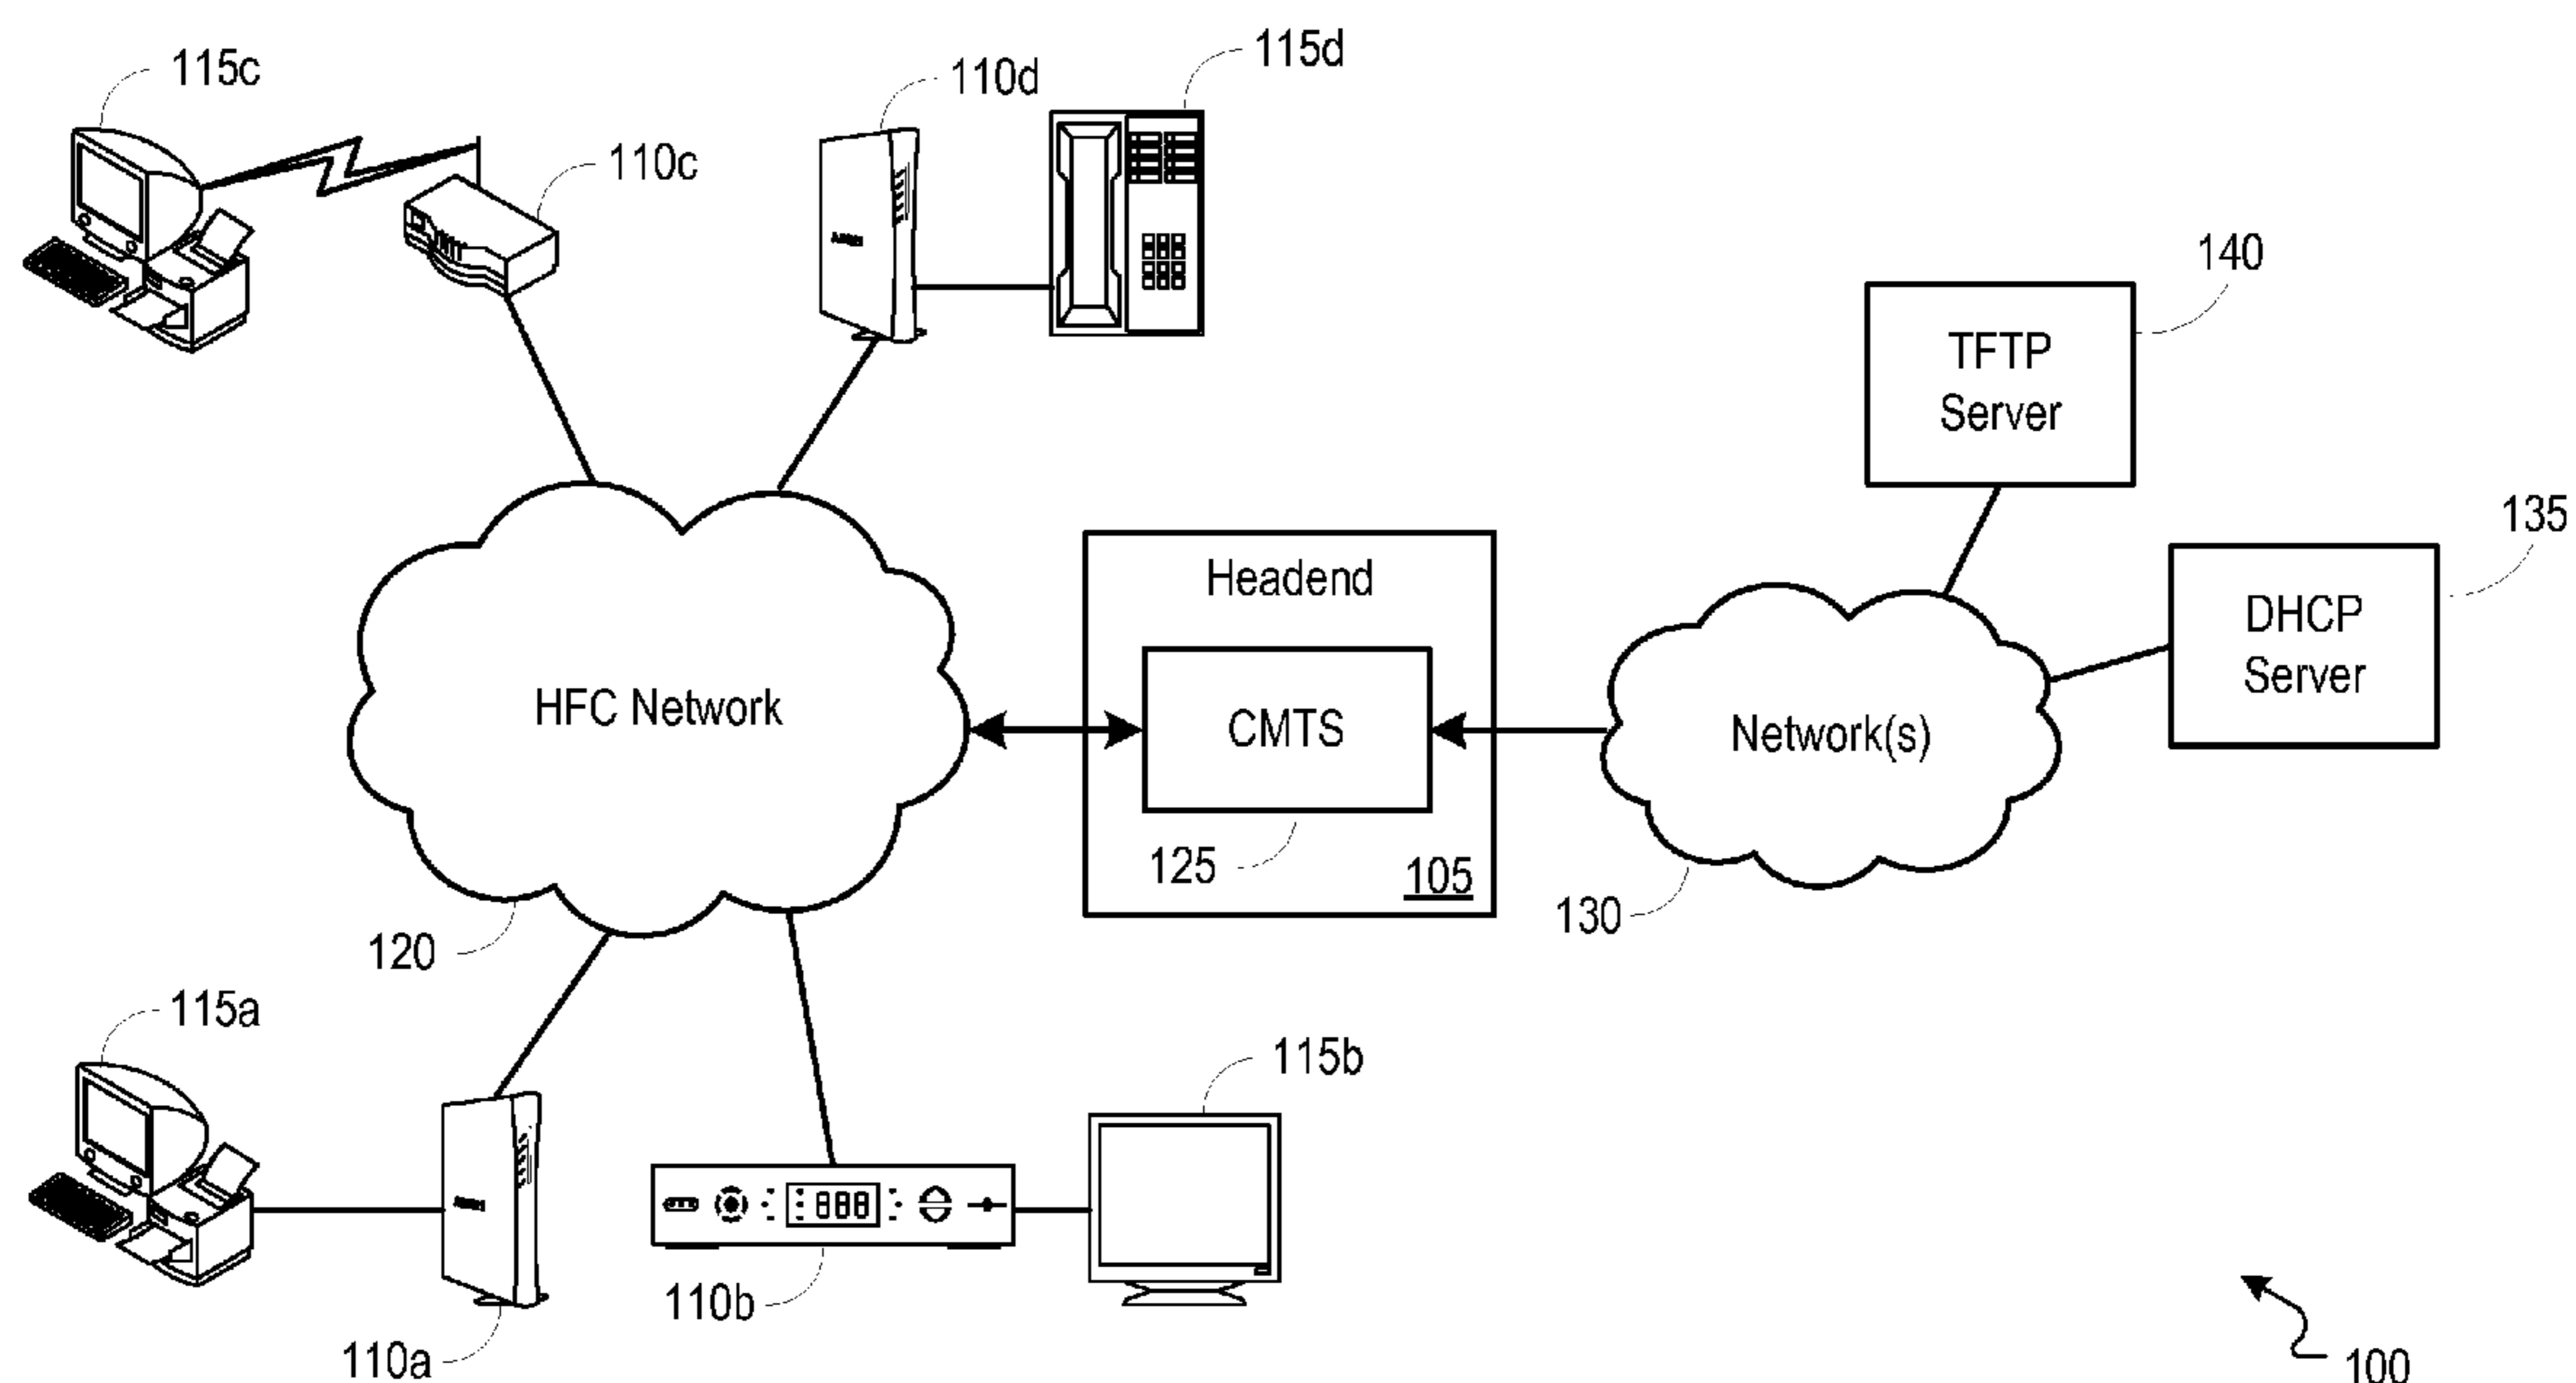 115c
110d
115d
110c
140
TFTP
Server
135
DHCP
Server
Headend
HFC Network
CMTS
Network(s)
125
105
130
120
115a
115b
888
110b
110a
100